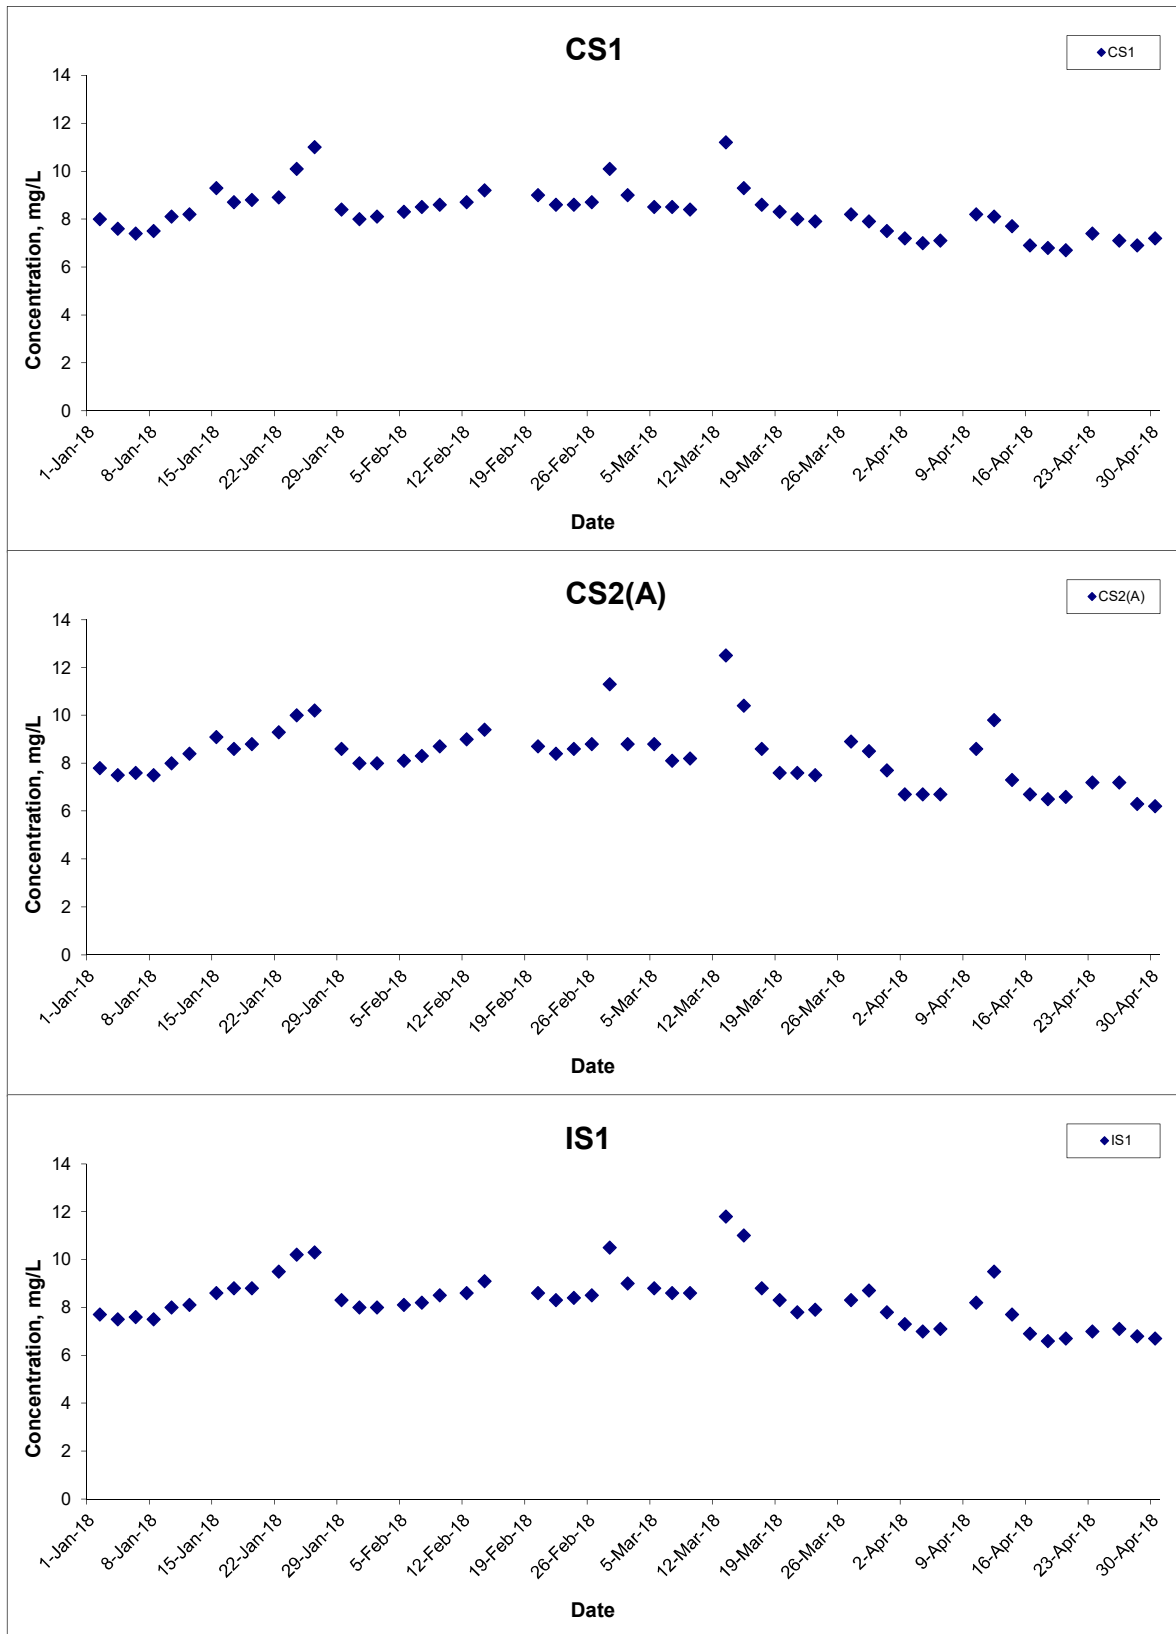 CS1
CS1
14
12
10
8
6
4
2
0
Concentration, mg/L
1-Jan-18
8-Jan-18
15-Jan-18
22-Jan-18
29-Jan-18
5-Feb-18
12-Feb-18
19-Feb-18
26-Feb-18
5-Mar-18
12-Mar-18
19-Mar-18
26-Mar-18
2-Apr-18
9-Apr-18
16-Apr-18
23-Apr-18
30-Apr-18
Date
CS2(A)
CS2(A)
14
12
10
8
6
4
2
0
Concentration, mg/L
1-Jan-18
8-Jan-18
15-Jan-18
22-Jan-18
29-Jan-18
5-Feb-18
12-Feb-18
19-Feb-18
26-Feb-18
5-Mar-18
12-Mar-18
19-Mar-18
26-Mar-18
2-Apr-18
9-Apr-18
16-Apr-18
23-Apr-18
30-Apr-18
Date
IS1
IS1
14
12
10
8
6
4
2
0
Concentration, mg/L
1-Jan-18
8-Jan-18
15-Jan-18
22-Jan-18
29-Jan-18
5-Feb-18
12-Feb-18
19-Feb-18
26-Feb-18
5-Mar-18
12-Mar-18
19-Mar-18
26-Mar-18
2-Apr-18
9-Apr-18
16-Apr-18
23-Apr-18
30-Apr-18
Date